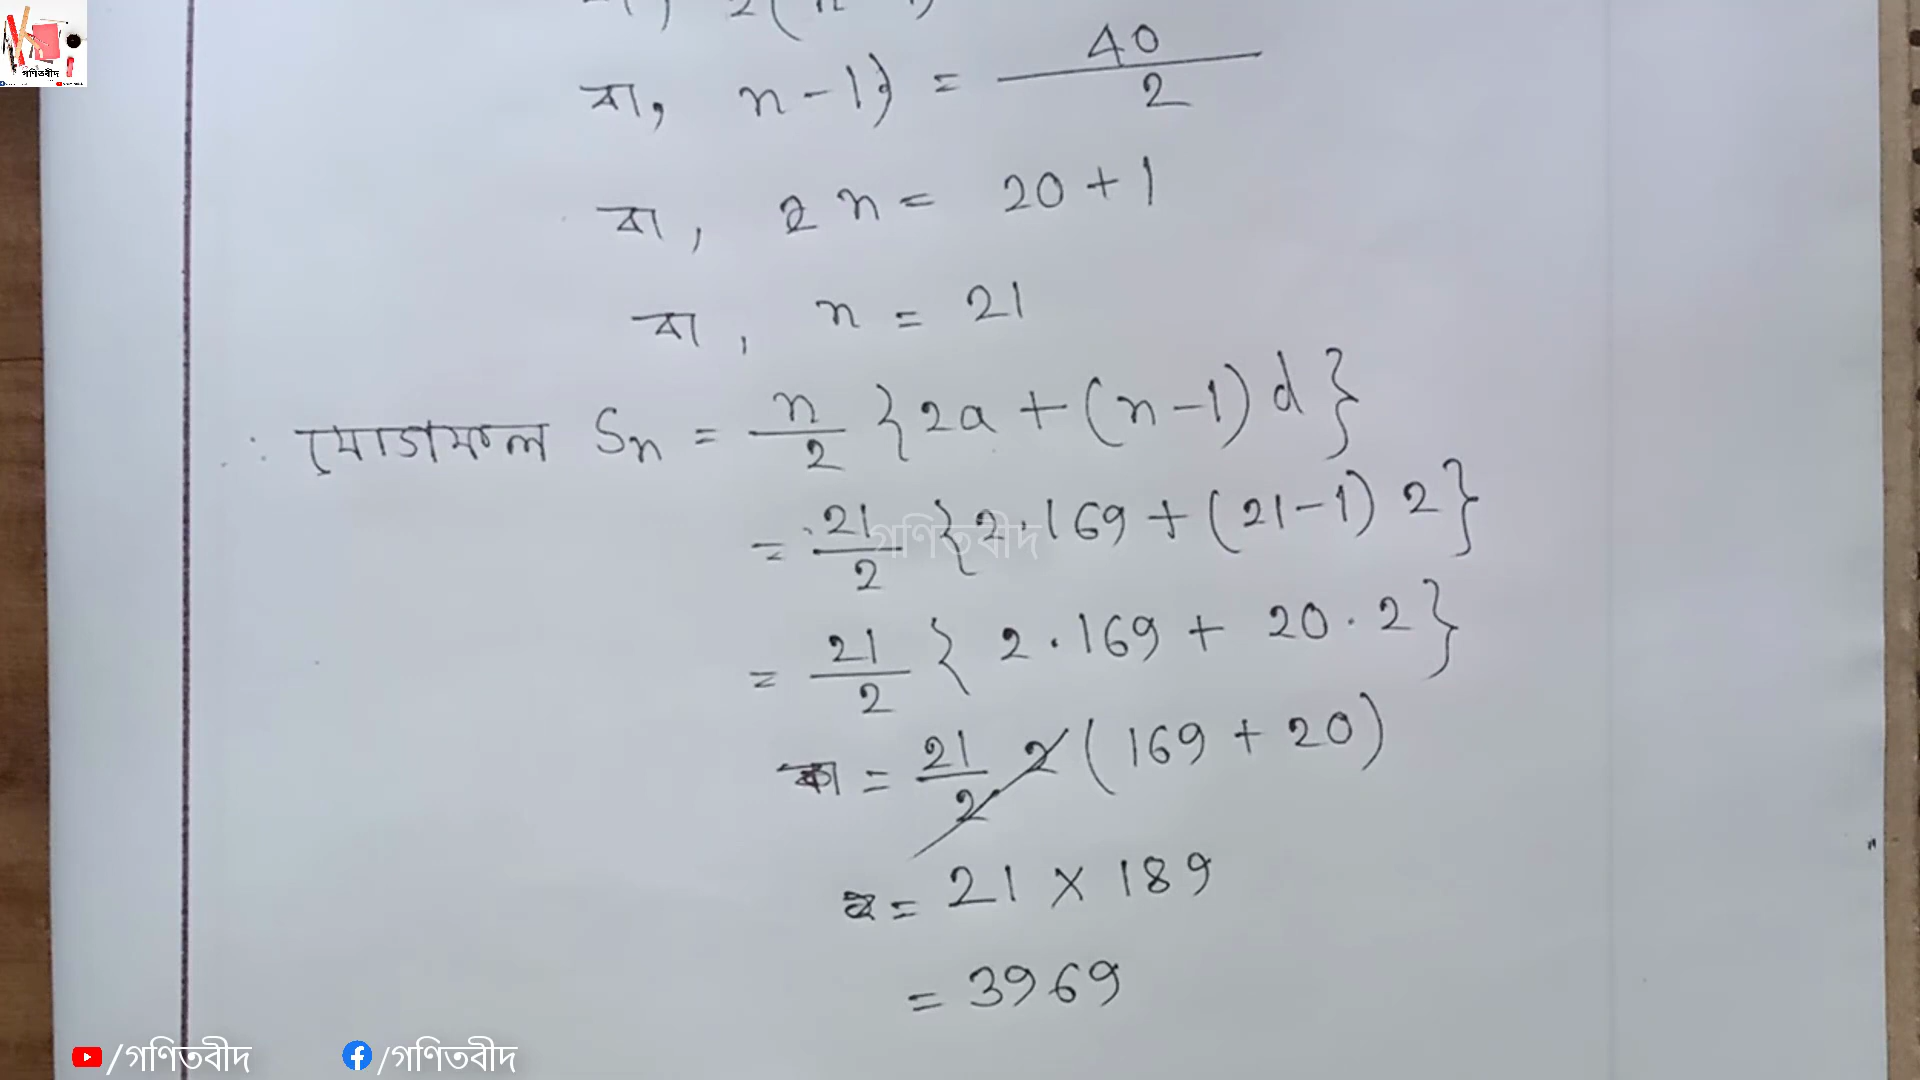 গণিতবীদ
বা, n-1) = 40/2
বা, 2n = 20+1
বা, n = 21
∴ যোগফল Sn = n/2 {2a + (n-1) d}
= 21/2 {2.169 + (21-1) 2}
গণিতবীদ
= 21/2 {2.169 + 20.2}
= 21/2 2 (169 + 20)
= 21 × 189
= 3969
/গণিতবীদ /গণিতবীদ